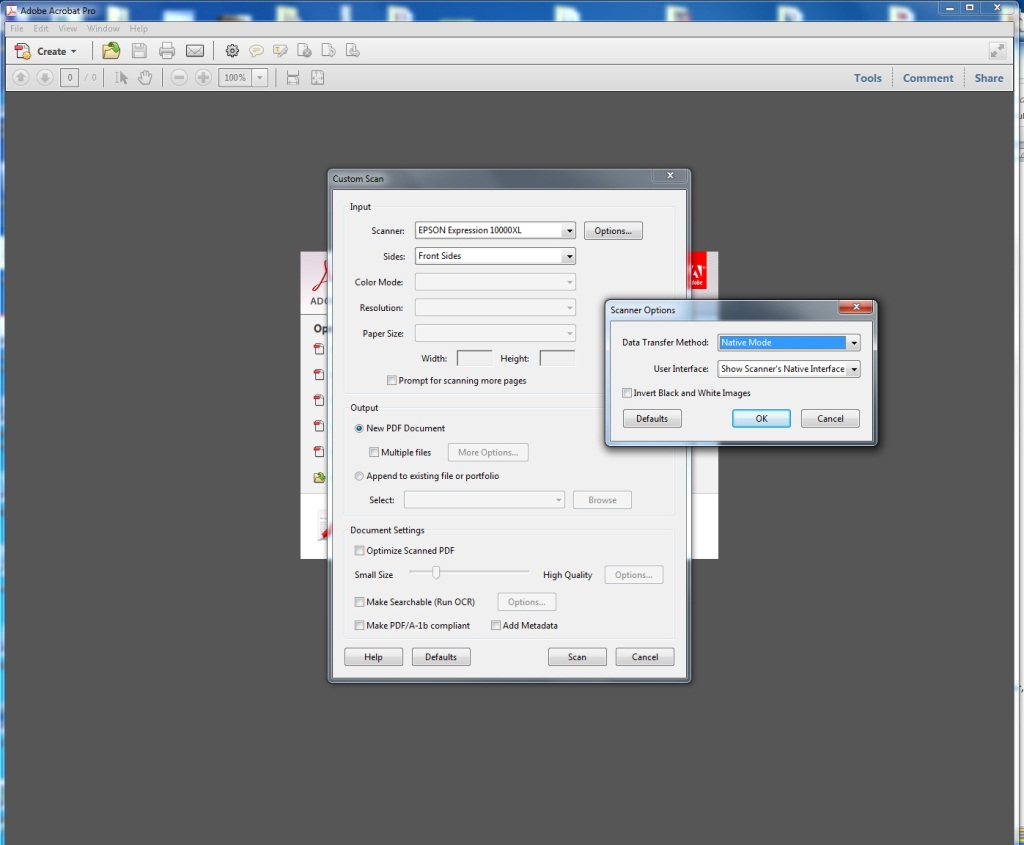 Adobe Acrobat Pro
File Edit View Window Help
Create
0 / 0 100% Tools Comment Share
Custom Scan
Input
Scanner: EPSON Expression 10000XL Options...
Sides: Front Sides
Color Mode:
Resolution:
Paper Size:
Width: Height:
Prompt for scanning more pages
Output
New PDF Document
Multiple files More Options...
Append to existing file or portfolio
Select: Browse
Document Settings
Optimize Scanned PDF
Small Size High Quality Options...
Make Searchable (Run OCR) Options...
Make PDF/A-1b compliant Add Metadata
Help Defaults Scan Cancel
Scanner Options
Data Transfer Method: Native Mode
User Interface: Show Scanner's Native Interface
Invert Black and White Images
Defaults OK Cancel